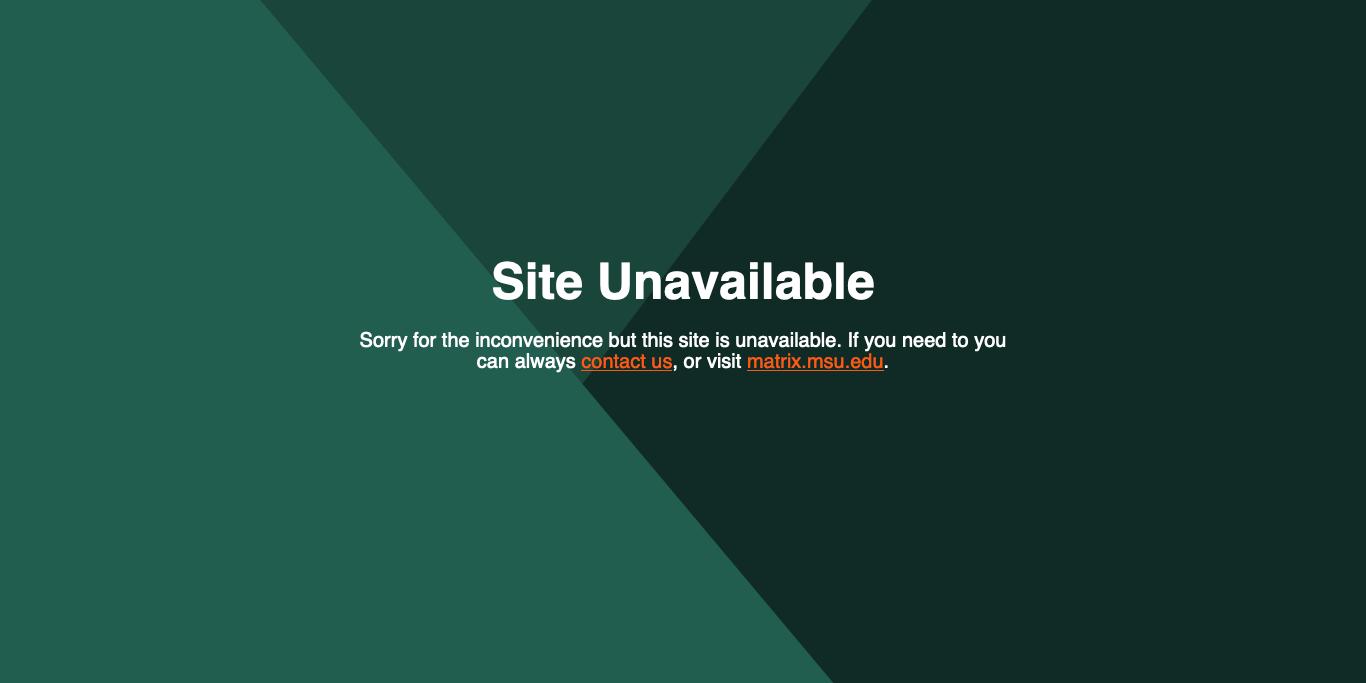 Site Unavailable
Sorry for the inconvenience but this site is unavailable. If you need to you
can always contact us, or visit matrix.msu.edu.